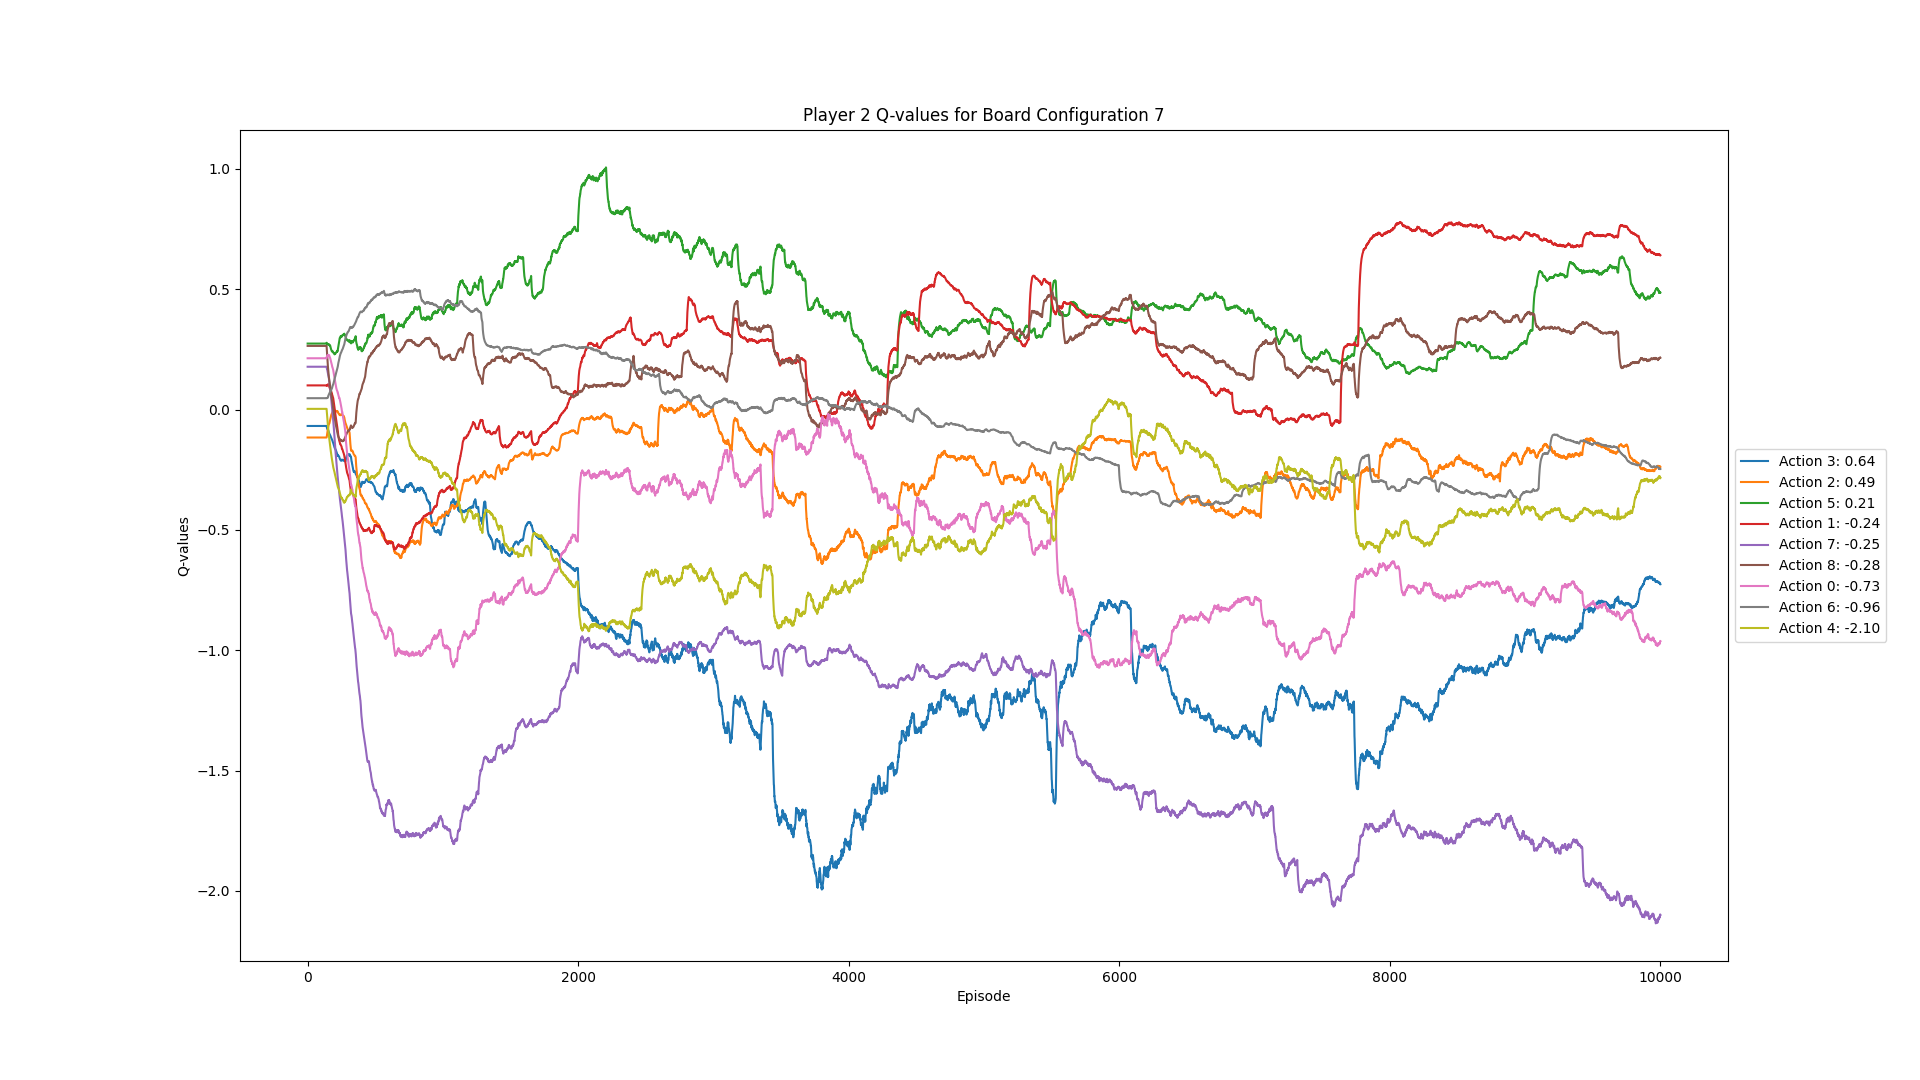 Player 2 Q-values for Board Configuration 7
1.0
0.5
0.0
−0.5
−1.0
−1.5
−2.0
Q-values
0
2000
4000
6000
8000
10000
Episode
Action 3: 0.64
Action 2: 0.49
Action 5: 0.21
Action 1: -0.24
Action 7: -0.25
Action 8: -0.28
Action 0: -0.73
Action 6: -0.96
Action 4: -2.10